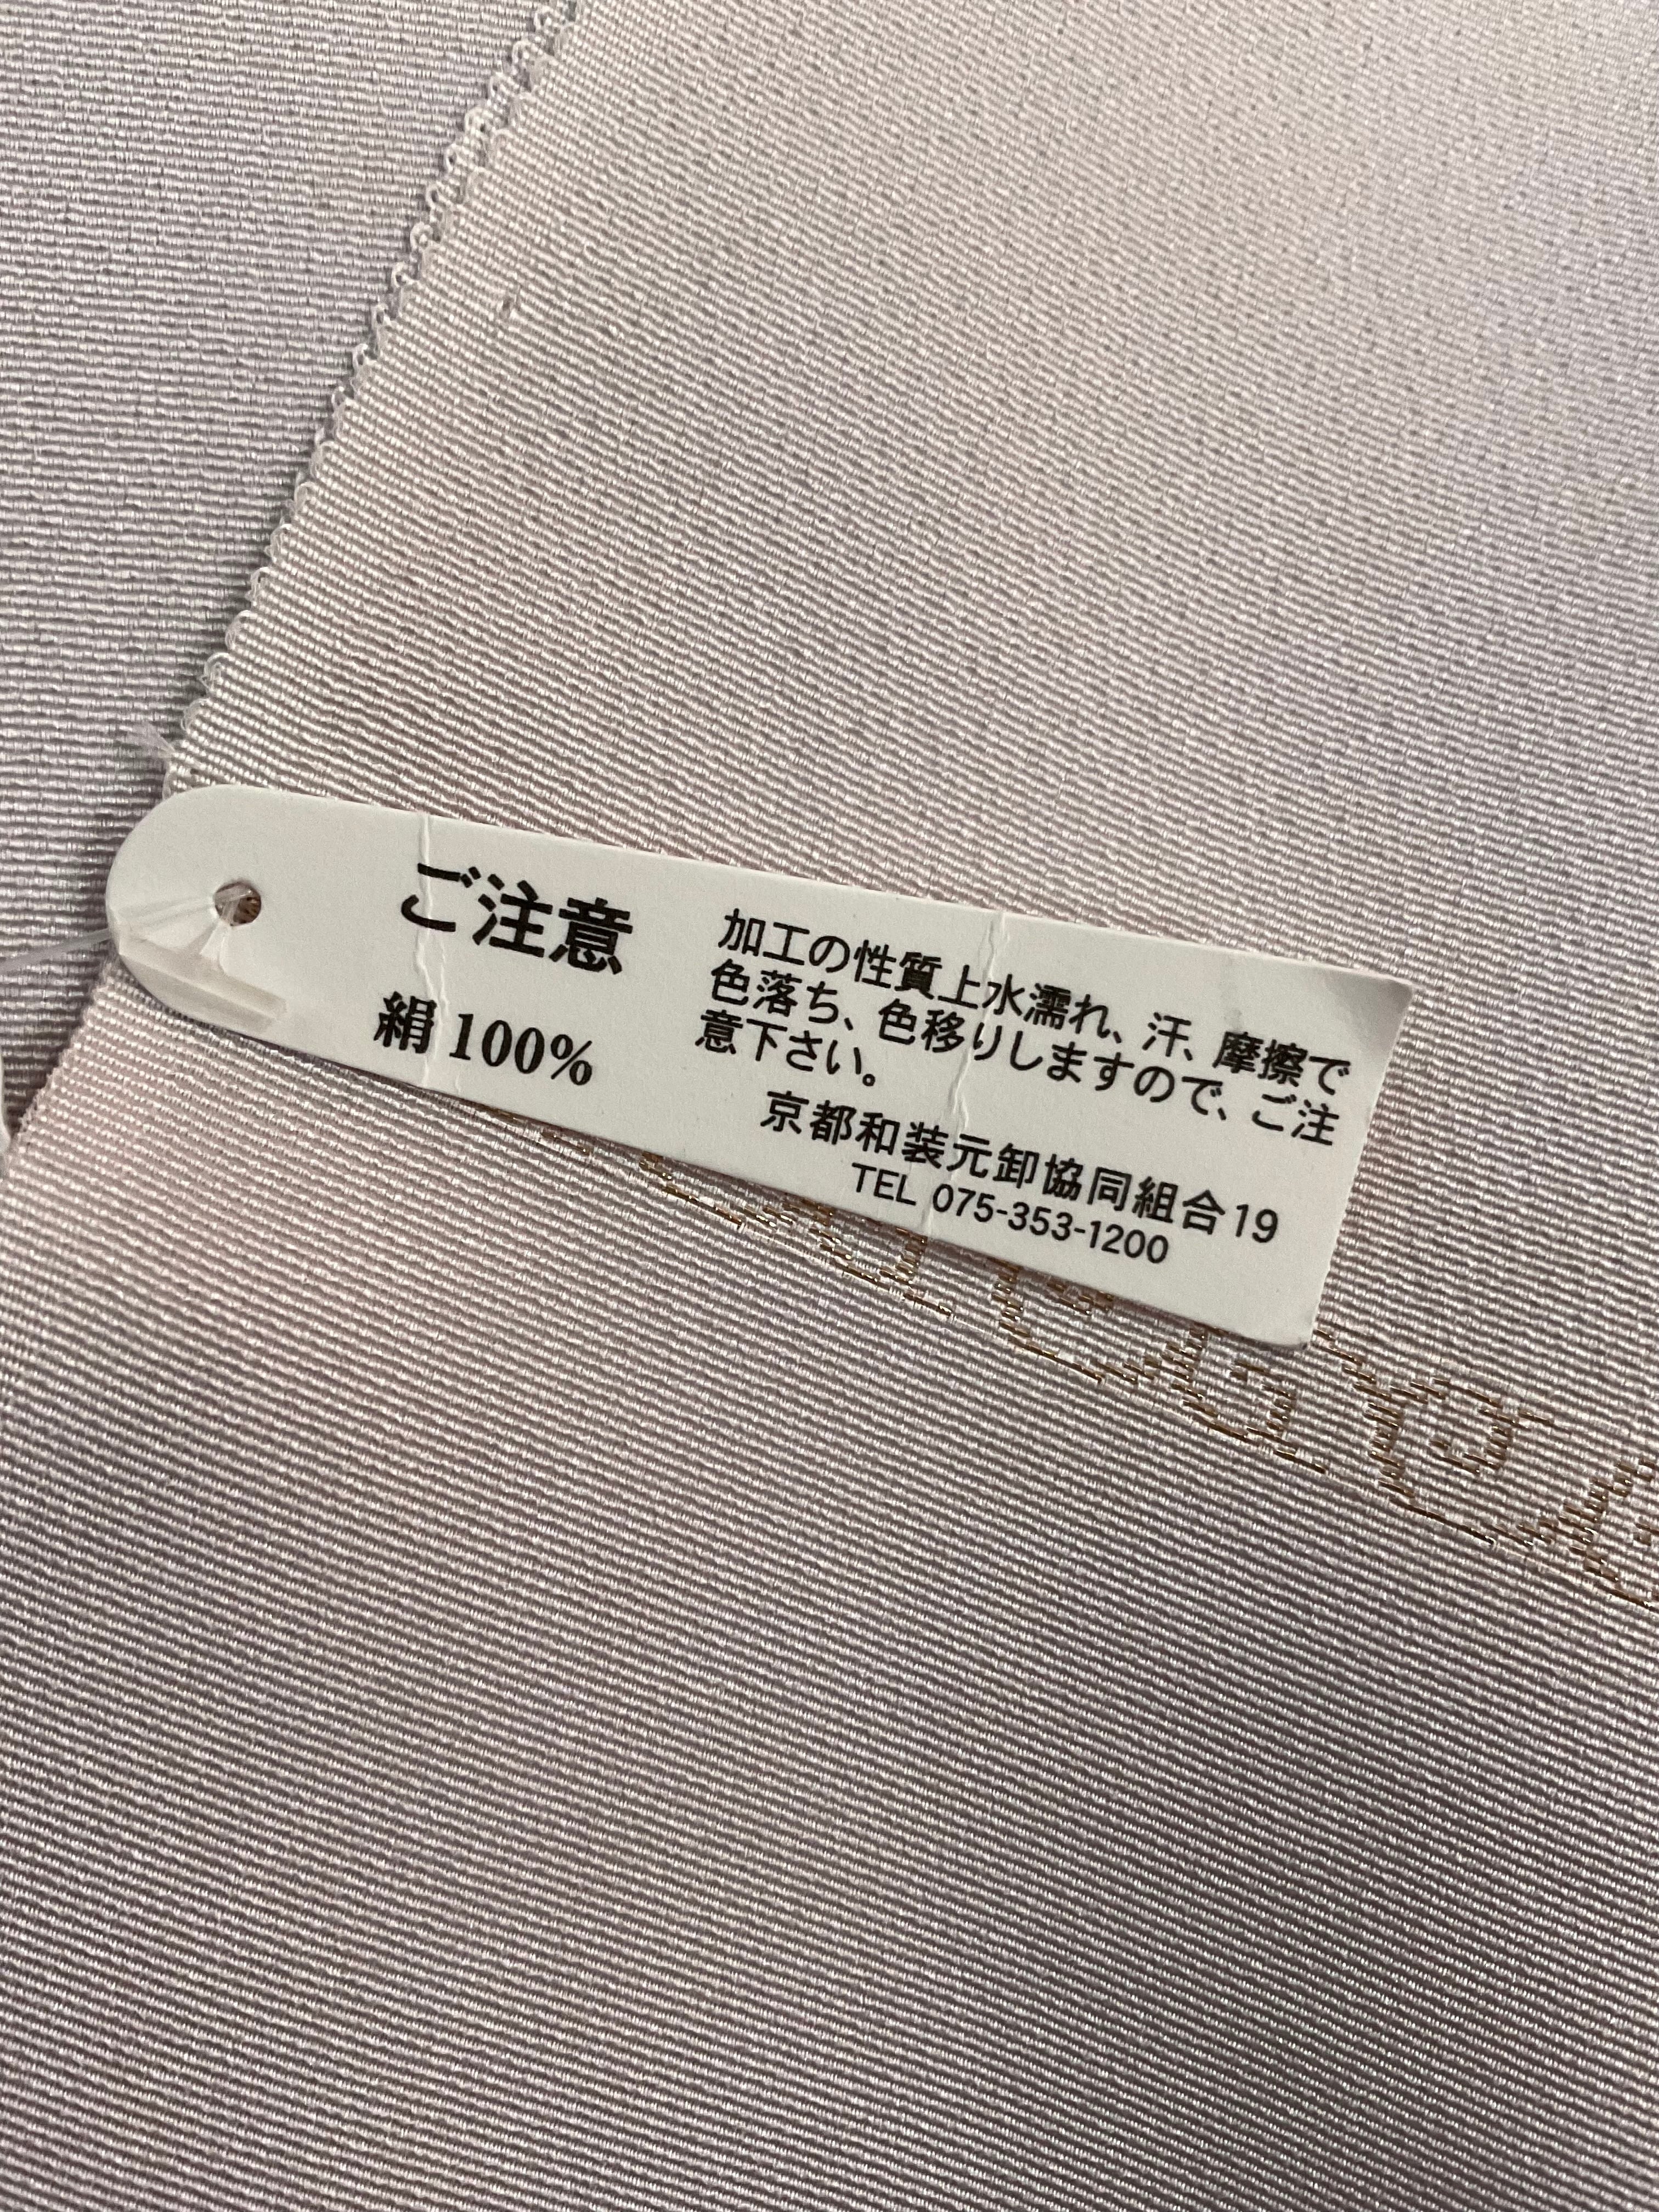 ご注意
絹 100%
加工の性質上水濡れ、汗、摩擦で
色落ち、色移りしますので、ご注
意下さい。
京都和装元卸協同組合19
TEL 075-353-1200